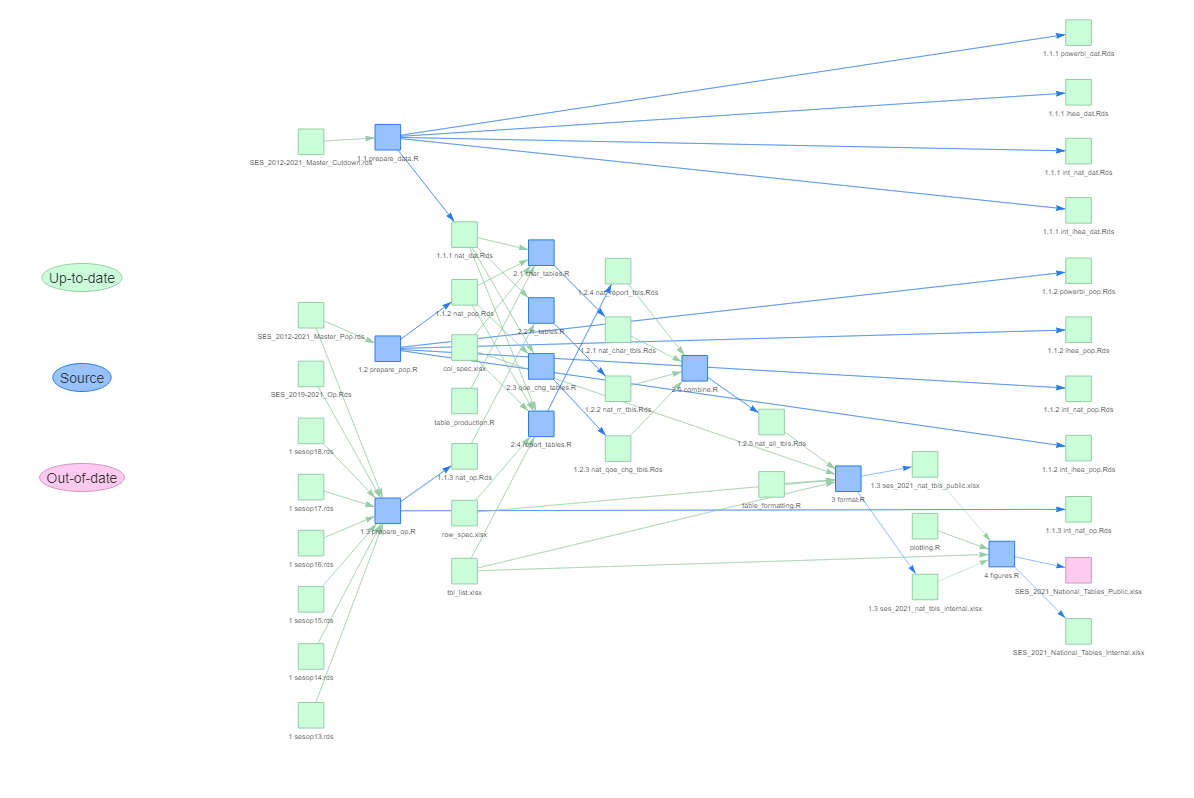 1.1.1 powerbi_dat.Rds
1.1.1 ihea_dat.Rds
SES_2012-2021_Master_Cutdown.rds
1.1 prepare_data.R
1.1.1 int_nat_dat.Rds
1.1.1 int_ihea_dat.Rds
1.1.1 nat_dat.Rds
2.1 char_tables.R
Up-to-date
1.2.4 nat_report_tbls.Rds
1.1.2 powerbi_pop.Rds
1.1.2 nat_pop.Rds
2.2 rr_tables.R
SES_2012-2021_Master_Pop.rds
1.2 prepare_pop.R
col_spec.xlsx
1.2.1 nat_char_tbls.Rds
1.1.2 ihea_pop.Rds
Source
SES_2019-2021_Op.Rds
2.3 qoe_chg_tables.R
2.5 combine.R
1.1.2 int_nat_pop.Rds
table_production.R
1.2.2 nat_rr_tbls.Rds
1 sesop18.rds
2.4 report_tables.R
1.2.5 nat_all_tbls.Rds
Out-of-date
1.1.3 nat_op.Rds
1.2.3 nat_qoe_chg_tbls.Rds
1.1.2 int_ihea_pop.Rds
1 sesop17.rds
1.3 prepare_op.R
row_spec.xlsx
table_formatting.R
3 format.R
1.3 ses_2021_nat_tbls_public.xlsx
1.1.3 int_nat_op.Rds
1 sesop16.rds
tbl_list.xlsx
plotting.R
4 figures.R
SES_2021_National_Tables_Public.xlsx
1 sesop15.rds
1.3 ses_2021_nat_tbls_internal.xlsx
SES_2021_National_Tables_Internal.xlsx
1 sesop14.rds
1 sesop13.rds